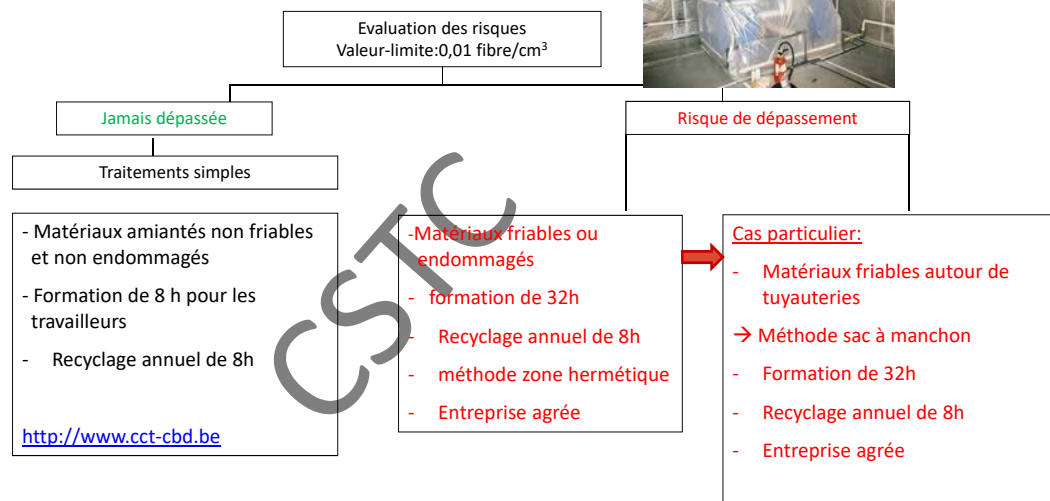 Evaluation des risques
Valeur-limite:0,01 fibre/cm³
Jamais dépassée
Risque de dépassement
Traitements simples
- Matériaux amiantés non friables
et non endommagés
- Formation de 8 h pour les
travailleurs
- Recyclage annuel de 8h
http://www.cct-cbd.be
-Matériaux friables ou
endommagés
- formation de 32h
- Recyclage annuel de 8h
- méthode zone hermétique
- Entreprise agrée
Cas particulier:
- Matériaux friables autour de
tuyauteries
→ Méthode sac à manchon
- Formation de 32h
- Recyclage annuel de 8h
- Entreprise agrée
CSTC